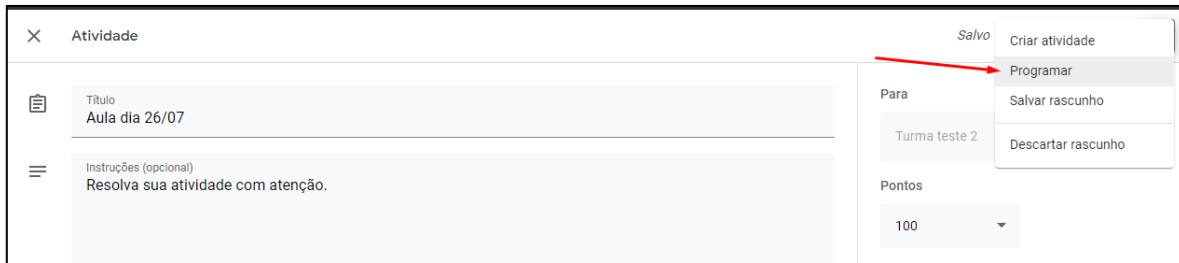 Atividade
Salvo
Criar atividade
Programar
Salvar rascunho
Descartar rascunho
Título
Aula dia 26/07
Instruções (opcional)
Resolva sua atividade com atenção.
Para
Turma teste 2
Pontos
100